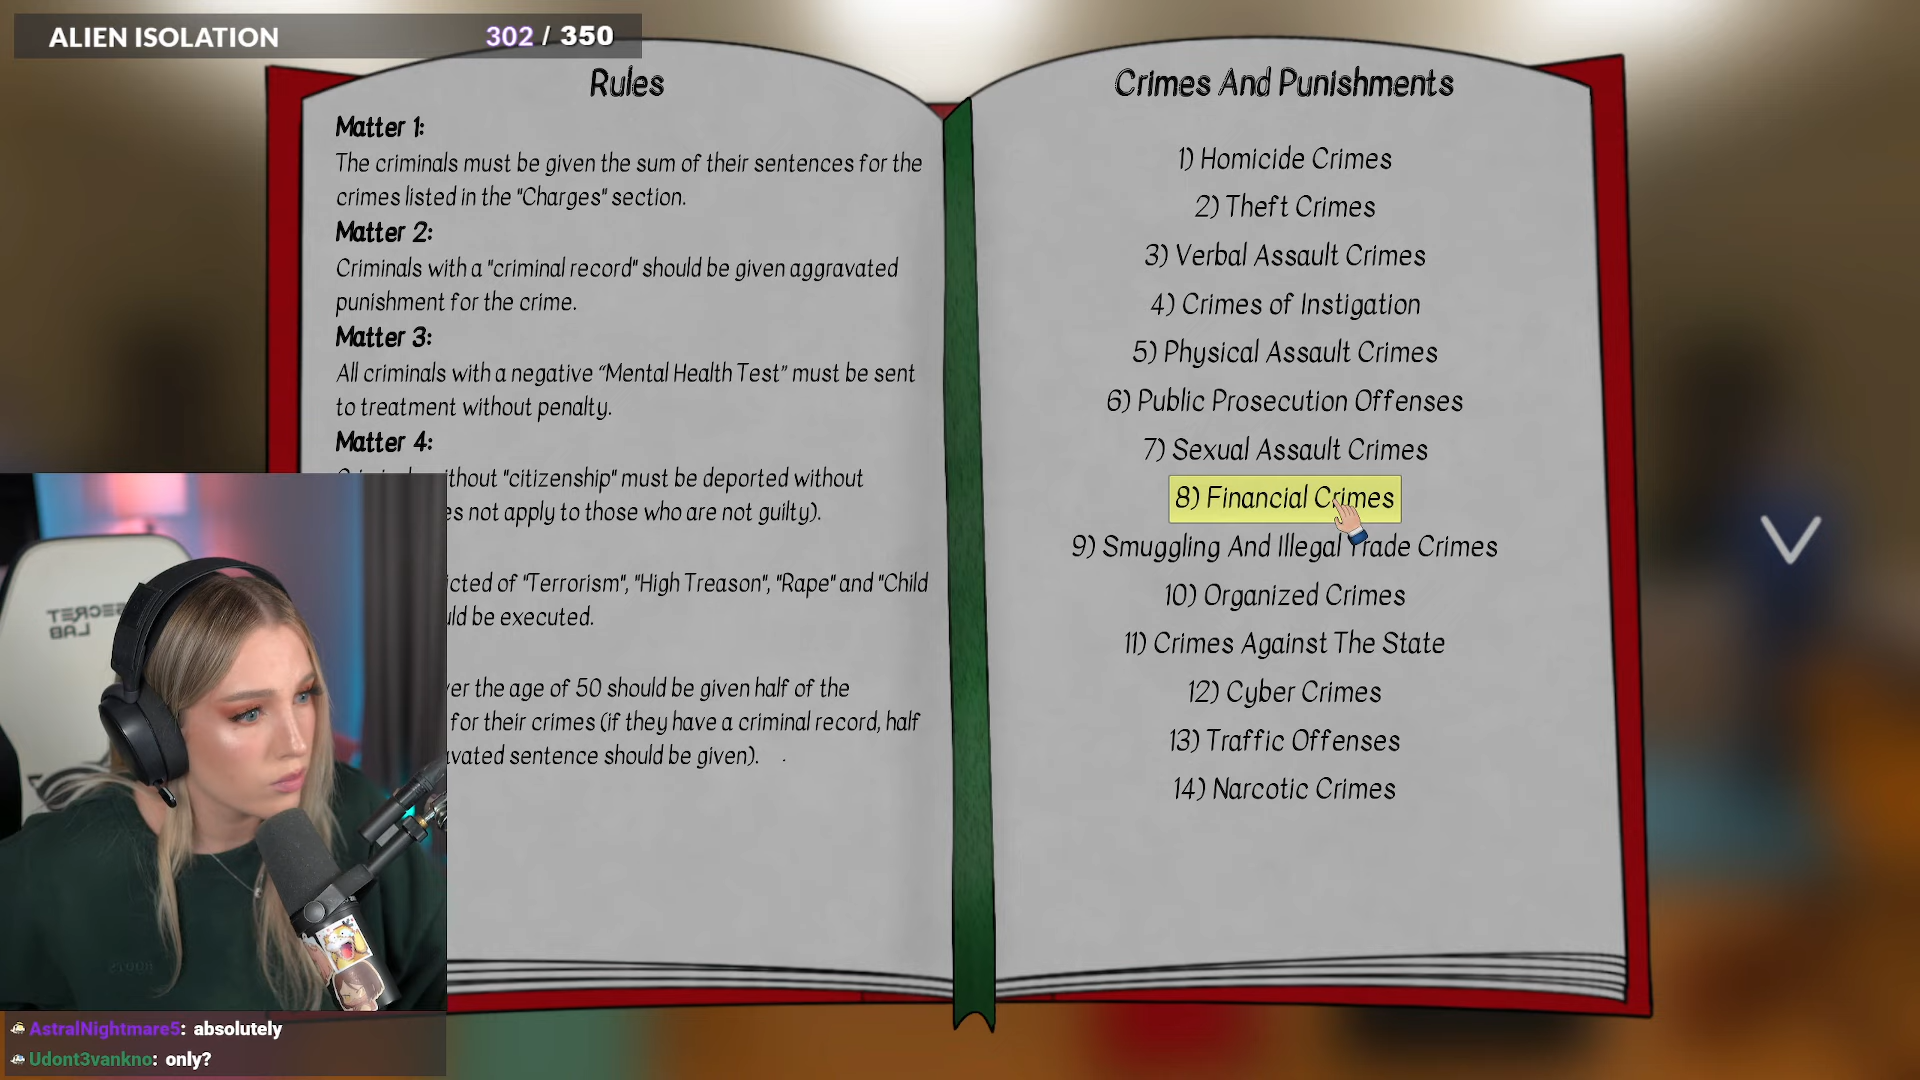 ALIEN ISOLATION 302 / 350
Rules
Matter 1:
The criminals must be given the sum of their sentences for the
crimes listed in the "Charges" section.
Matter 2:
Criminals with a "criminal record" should be given aggravated
punishment for the crime.
Matter 3:
All criminals with a negative “Mental Health Test” must be sent
to treatment without penalty.
Matter 4:
"citizenship" must be deported without
not apply to those who are not guilty).
of "Terrorism", "High Treason", "Rape" and "Child
be executed.
the age of 50 should be given half of the
for their crimes (if they have a criminal record, half
sentence should be given).
Crimes And Punishments
1) Homicide Crimes
2) Theft Crimes
3) Verbal Assault Crimes
4) Crimes of Instigation
5) Physical Assault Crimes
6) Public Prosecution Offenses
7) Sexual Assault Crimes
8) Financial Crimes
9) Smuggling And Illegal Trade Crimes
10) Organized Crimes
11) Crimes Against The State
12) Cyber Crimes
13) Traffic Offenses
14) Narcotic Crimes
SECRET
LAB
AstralNightmare5: absolutely
Udont3vankno: only?